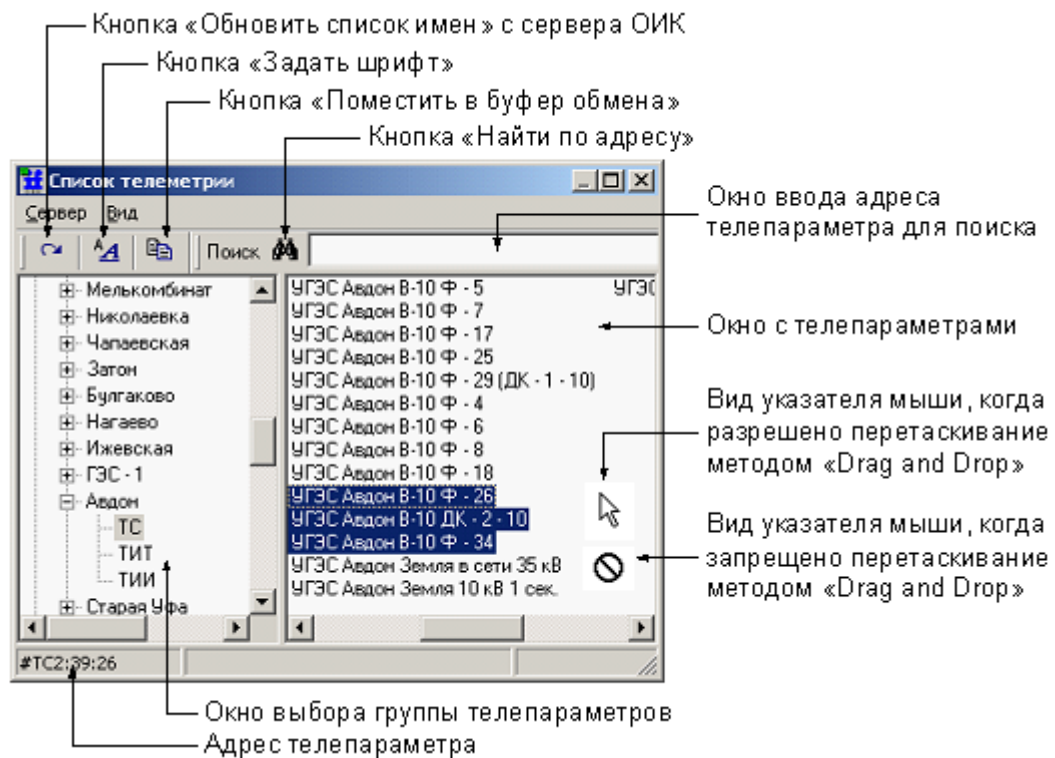 Кнопка «Обновить список имен» с сервера ОИК
Кнопка «Задать шрифт»
Кнопка «Поместить в буфер обмена»
Кнопка «Найти по адресу»
Список телеметрии
Сервер Вид
Поиск
Окно ввода адреса
телепараметра для поиска
Мелькомбинат
Николаевка
Чапаевская
Затон
Булгаково
Нагаево
Ижевская
ГЭС - 1
Авдон
ТС
ТИТ
ТИИ
Старая Уфа
УГЭС Авдон В-10 Ф - 5
УГЭС
УГЭС Авдон В-10 Ф - 7
УГЭС Авдон В-10 Ф - 17
УГЭС Авдон В-10 Ф - 25
УГЭС Авдон В-10 Ф - 29 (ДК - 1 - 10)
УГЭС Авдон В-10 Ф - 4
УГЭС Авдон В-10 Ф - 6
УГЭС Авдон В-10 Ф - 8
УГЭС Авдон В-10 Ф - 18
УГЭС Авдон В-10 Ф - 26
УГЭС Авдон В-10 ДК - 2 - 10
УГЭС Авдон В-10 Ф - 34
УГЭС Авдон Земля в сети 35 кВ
УГЭС Авдон Земля 10 кВ 1 сек.
Окно с телепараметрами
Вид указателя мыши, когда
разрешено перетаскивание
методом «Drag and Drop»
Вид указателя мыши, когда
запрещено перетаскивание
методом «Drag and Drop»
#ТС2:39:26
Окно выбора группы телепараметров
Адрес телепараметра